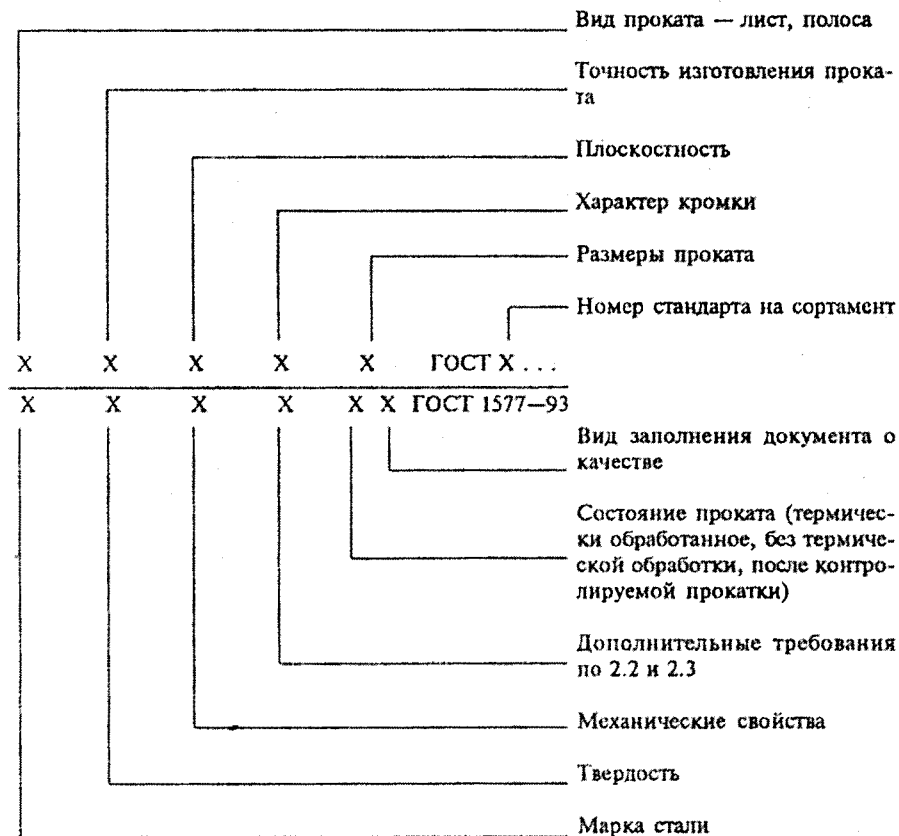 Вид проката — лист, полоса
Точность изготовления прока-
та
Плоскостность
Характер кромки
Размеры проката
Номер стандарта на сортамент
X X X X X ГОСТ X . . .
X X X X X X ГОСТ 1577—93
Вид заполнения документа о
качестве
Состояние проката (термичес-
ки обработанное, без термиче-
ской обработки, после контро-
лируемой прокатки)
Дополнительные требования
по 2.2 и 2.3
Механические свойства
Твердость
Марка стали